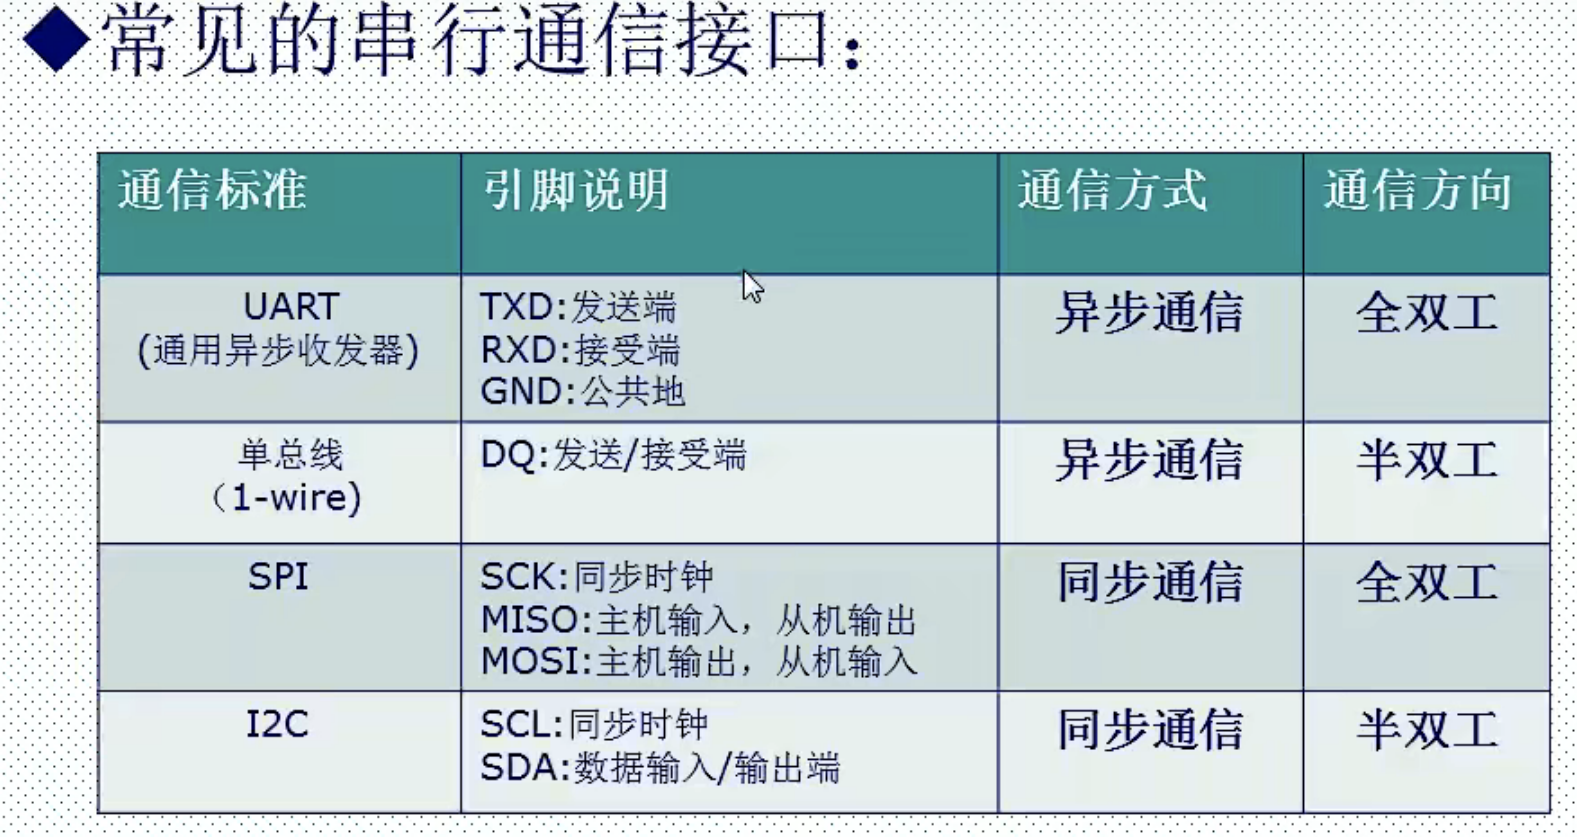 ◆常见的串行通信接口：
通信标准 引脚说明 通信方式 通信方向
UART
(通用异步收发器)
TXD:发送端
RXD:接受端
GND:公共地
异步通信
全双工
单总线
（1-wire)
DQ:发送/接受端
异步通信
半双工
SPI
SCK:同步时钟
MISO:主机输入，从机输出
MOSI:主机输出，从机输入
同步通信
全双工
I2C
SCL:同步时钟
SDA:数据输入/输出端
同步通信
半双工